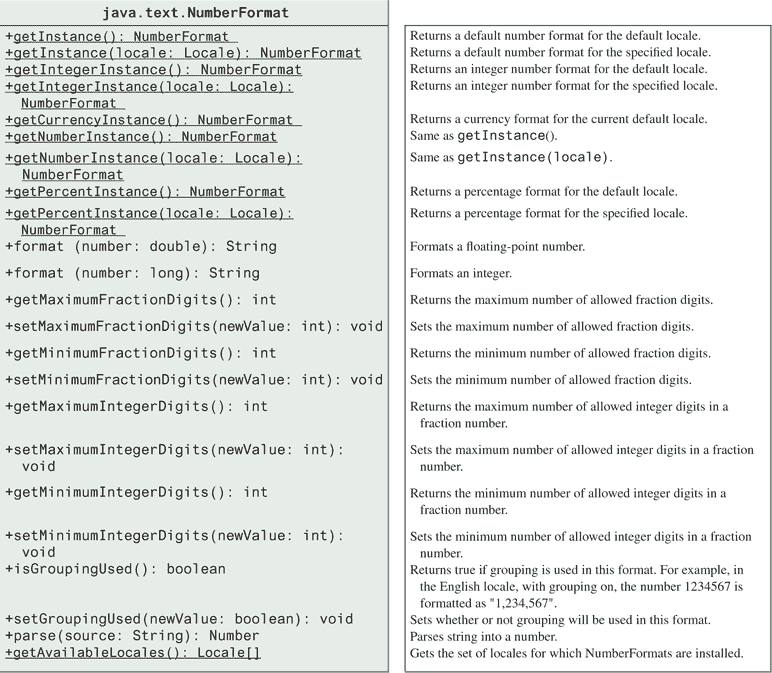 java.text.NumberFormat
+getInstance(): NumberFormat
Returns a default number format for the default locale.
+getInstance(locale: Locale): NumberFormat
Returns a default number format for the specified locale.
+getIntegerInstance(): NumberFormat
Returns an integer number format for the default locale.
+getIntegerInstance(locale: Locale):
NumberFormat
Returns an integer number format for the specified locale.
+getCurrencyInstance(): NumberFormat
Returns a currency format for the current default locale.
+getNumberInstance(): NumberFormat
Same as getInstance().
+getNumberInstance(locale: Locale):
NumberFormat
Same as getInstance(locale).
+getPercentInstance(): NumberFormat
Returns a percentage format for the default locale.
+getPercentInstance(locale: Locale):
NumberFormat
Returns a percentage format for the specified locale.
+format (number: double): String
Formats a floating-point number.
+format (number: long): String
Formats an integer.
+getMaximumFractionDigits(): int
Returns the maximum number of allowed fraction digits.
+setMaximumFractionDigits(newValue: int): void
Sets the maximum number of allowed fraction digits.
+getMinimumFractionDigits(): int
Returns the minimum number of allowed fraction digits.
+setMinimumFractionDigits(newValue: int): void
Sets the minimum number of allowed fraction digits.
+getMaximumIntegerDigits(): int
Returns the maximum number of allowed integer digits in a
fraction number.
+setMaximumIntegerDigits(newValue: int):
void
Sets the maximum number of allowed integer digits in a fraction
number.
+getMinimumIntegerDigits(): int
Returns the minimum number of allowed integer digits in a
fraction number.
+setMinimumIntegerDigits(newValue: int):
void
Sets the minimum number of allowed integer digits in a fraction
number.
+isGroupingUsed(): boolean
Returns true if grouping is used in this format. For example, in
the English locale, with grouping on, the number 1234567 is
formatted as "1,234,567".
+setGroupingUsed(newValue: boolean): void
Sets whether or not grouping will be used in this format.
+parse(source: String): Number
Parses string into a number.
+getAvailableLocales(): Locale[]
Gets the set of locales for which NumberFormats are installed.